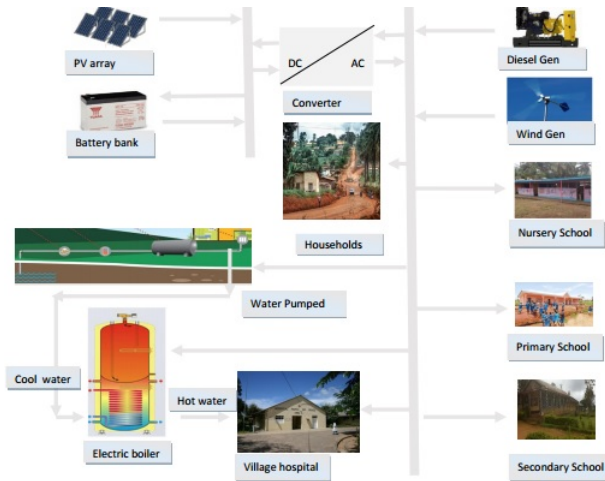 PV array
Battery bank
DC
AC
Converter
Diesel Gen
Wind Gen
Households
Nursery School
Water Pumped
Primary School
Cool water
Hot water
Electric boiler
Village hospital
Secondary School